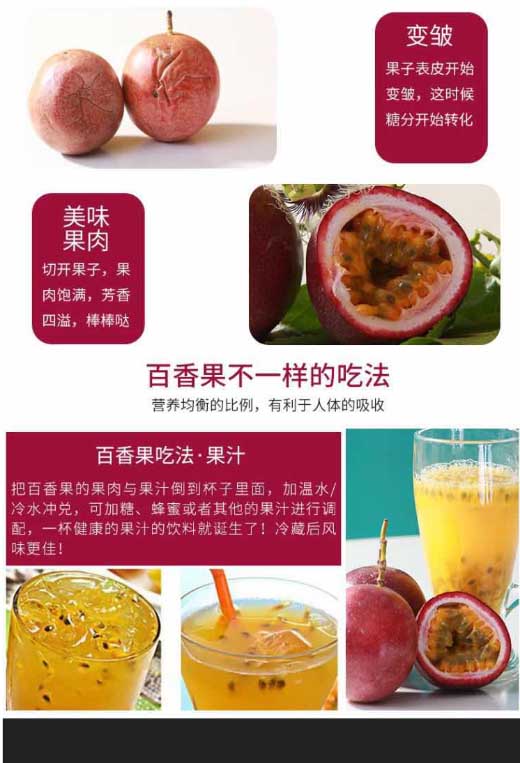 变皱
果子表皮开始
变皱，这时候
糖分开始转化
美味
果肉
切开果子，果
肉饱满，芳香
四溢，棒棒哒
百香果不一样的吃法
营养均衡的比例，有利于人体的吸收
百香果吃法·果汁
把百香果的果肉与果汁倒到杯子里面，加温水/
冷水冲兑，可加糖、蜂蜜或者其他的果汁进行调
配，一杯健康的果汁的饮料就诞生了！冷藏后风
味更佳！